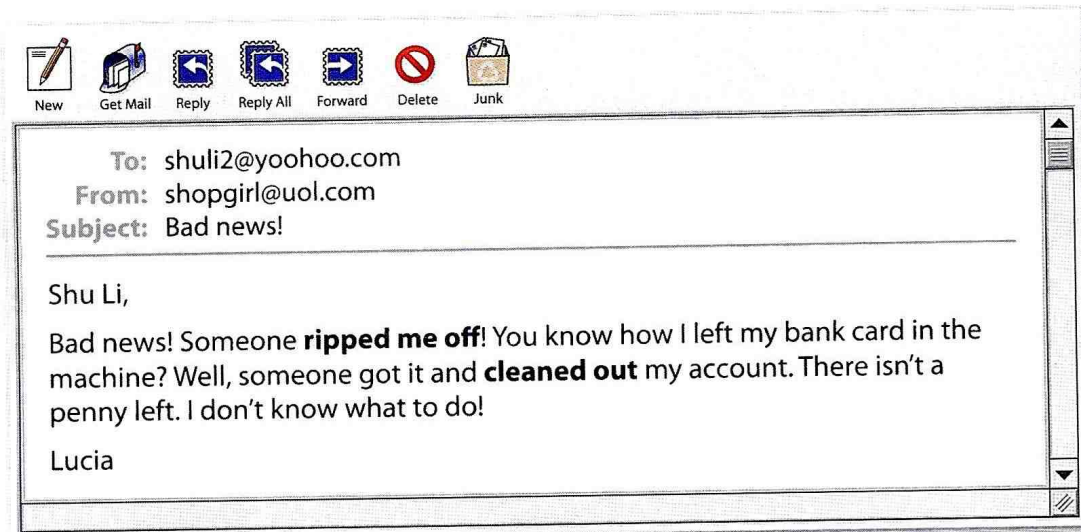 New Get Mail Reply Reply All Forward Delete Junk
To: shuli2@yoohoo.com
From: shopgirl@uol.com
Subject: Bad news!
Shu Li,
Bad news! Someone ripped me off! You know how I left my bank card in the
machine? Well, someone got it and cleaned out my account. There isn't a
penny left. I don't know what to do!
Lucia